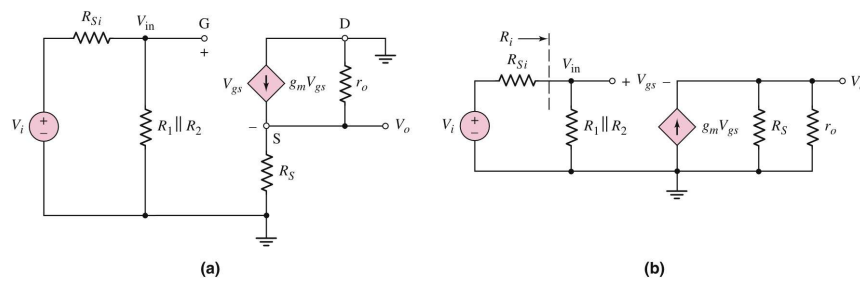 R_Si
V_in
G
+
D
V_i
+
−
R_1 || R_2
V_gs
g_m V_gs
r_o
−
S
V_o
R_S
(a)
R_i
R_Si
V_in
+ V_gs −
V_i
+
−
R_1 || R_2
g_m V_gs
R_S
r_o
(b)